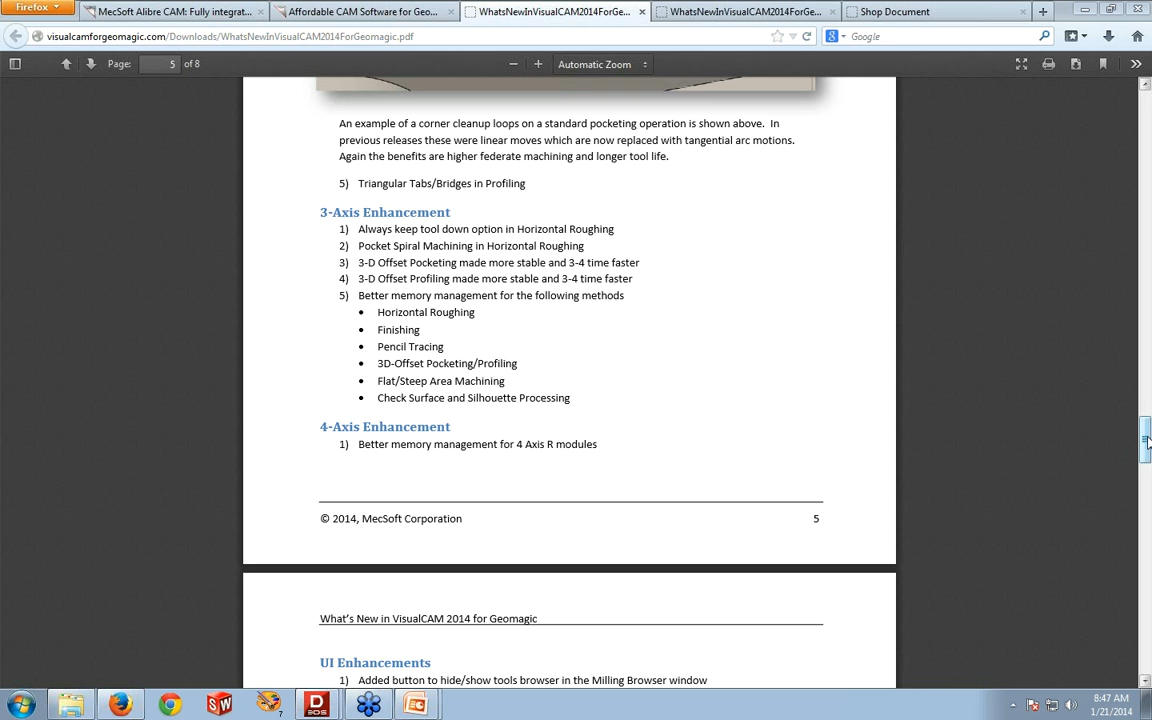 Firefox
MecSoft Alibre CAM: Fully integrat...
Affordable CAM Software for Geo...
WhatsNewInVisualCAM2014ForGe...
WhatsNewInVisualCAM2014ForGe...
Shop Document
visualcamforgeomagic.com/Downloads/WhatsNewInVisualCAM2014ForGeomagic.pdf
Google
Page: 5 of 8
Automatic Zoom
An example of a corner cleanup loops on a standard pocketing operation is shown above. In
previous releases these were linear moves which are now replaced with tangential arc motions.
Again the benefits are higher federate machining and longer tool life.
5) Triangular Tabs/Bridges in Profiling
3-Axis Enhancement
1) Always keep tool down option in Horizontal Roughing
2) Pocket Spiral Machining in Horizontal Roughing
3) 3-D Offset Pocketing made more stable and 3-4 time faster
4) 3-D Offset Profiling made more stable and 3-4 time faster
5) Better memory management for the following methods
• Horizontal Roughing
• Finishing
• Pencil Tracing
• 3D-Offset Pocketing/Profiling
• Flat/Steep Area Machining
• Check Surface and Silhouette Processing
4-Axis Enhancement
1) Better memory management for 4 Axis R modules
© 2014, MecSoft Corporation 5
What's New in VisualCAM 2014 for Geomagic
UI Enhancements
1) Added button to hide/show tools browser in the Milling Browser window
8:47 AM
1/21/2014